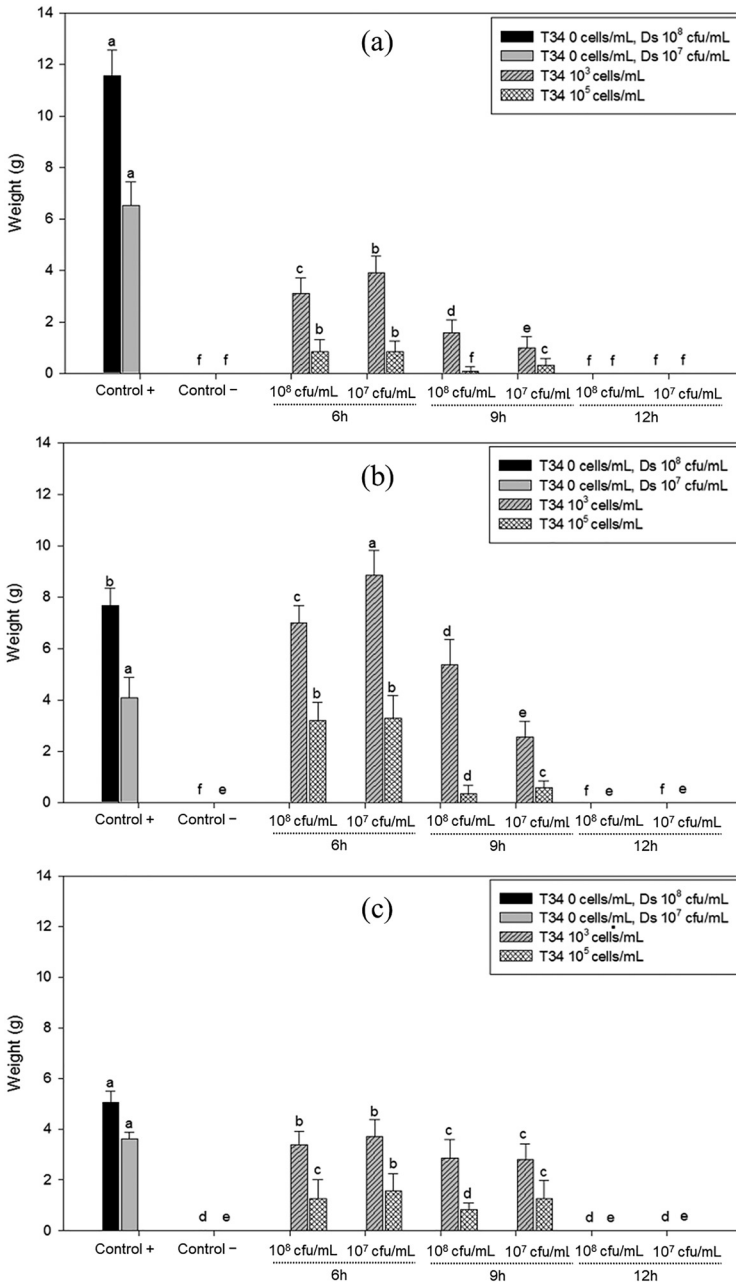 14
12
10
8
6
4
2
0
Weight (g)
(a)
T34 0 cells/mL, Ds 10⁸ cfu/mL
T34 0 cells/mL, Ds 10⁷ cfu/mL
T34 10³ cells/mL
T34 10⁵ cells/mL
a a f f c b b b d f e c f f f f
Control + Control − 10⁸ cfu/mL 10⁷ cfu/mL 10⁸ cfu/mL 10⁷ cfu/mL 10⁸ cfu/mL 10⁷ cfu/mL
6h 9h 12h
14
12
10
8
6
4
2
0
Weight (g)
(b)
T34 0 cells/mL, Ds 10⁸ cfu/mL
T34 0 cells/mL, Ds 10⁷ cfu/mL
T34 10³ cells/mL
T34 10⁵ cells/mL
b a f e c b a b d d e c f e f e
Control + Control − 10⁸ cfu/mL 10⁷ cfu/mL 10⁸ cfu/mL 10⁷ cfu/mL 10⁸ cfu/mL 10⁷ cfu/mL
6h 9h 12h
14
12
10
8
6
4
2
0
Weight (g)
(c)
T34 0 cells/mL, Ds 10⁸ cfu/mL
T34 0 cells/mL, Ds 10⁷ cfu/mL
T34 10³ cells/mL
T34 10⁵ cells/mL
a a d e b c b b c d c c d e d e
Control + Control − 10⁸ cfu/mL 10⁷ cfu/mL 10⁸ cfu/mL 10⁷ cfu/mL 10⁸ cfu/mL 10⁷ cfu/mL
6h 9h 12h